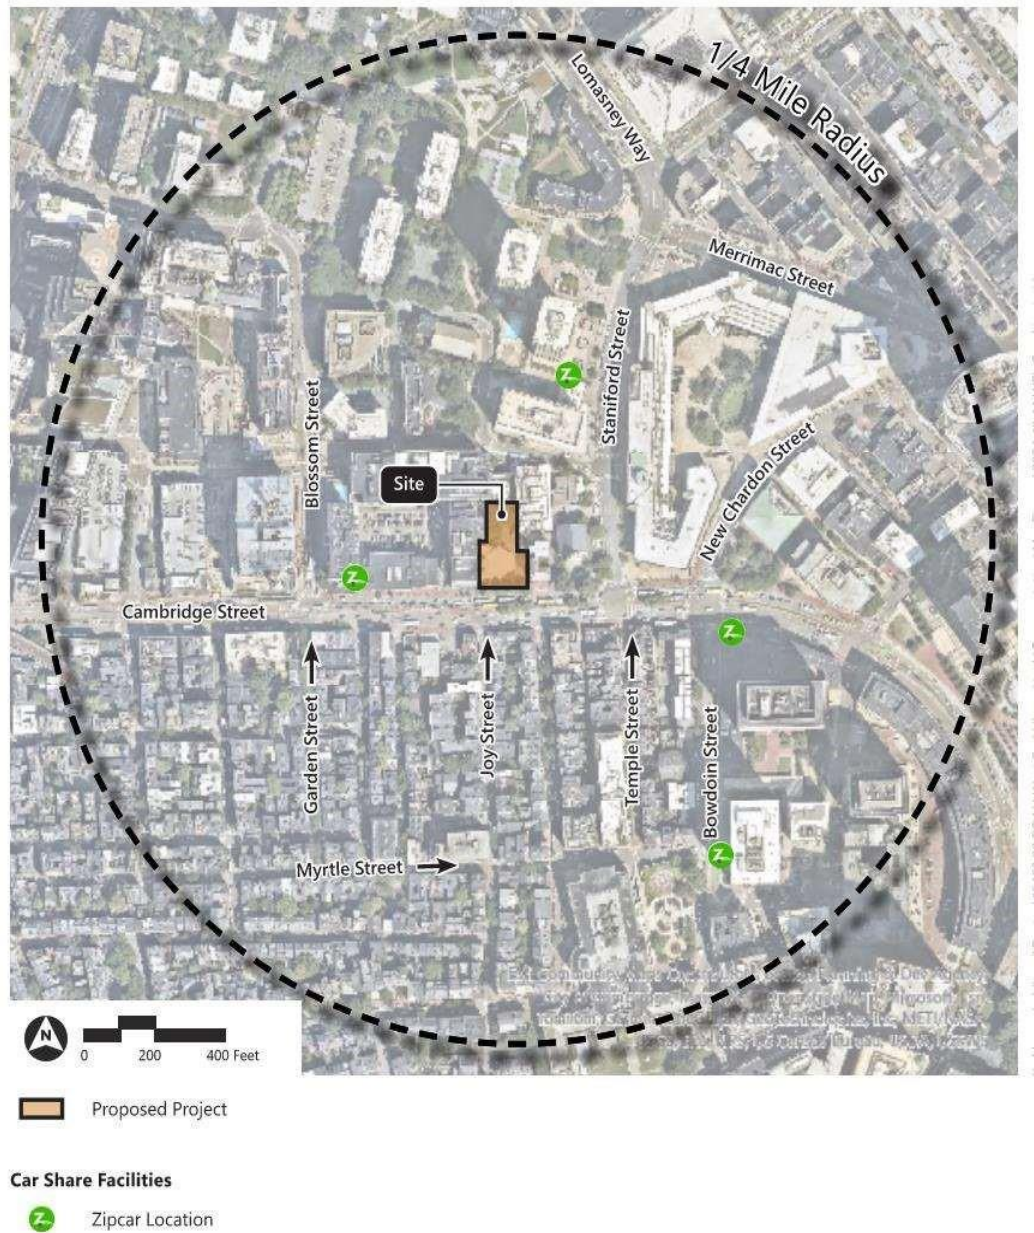 1/4 Mile Radius
Lomasney Way
Merrimac Street
Staniford Street
Blossom Street
New Chardon Street
Site
Cambridge Street
Garden Street
Joy Street
Temple Street
Bowdoin Street
Myrtle Street
N
0 200 400 Feet
Proposed Project
Car Share Facilities
Z
Zipcar Location